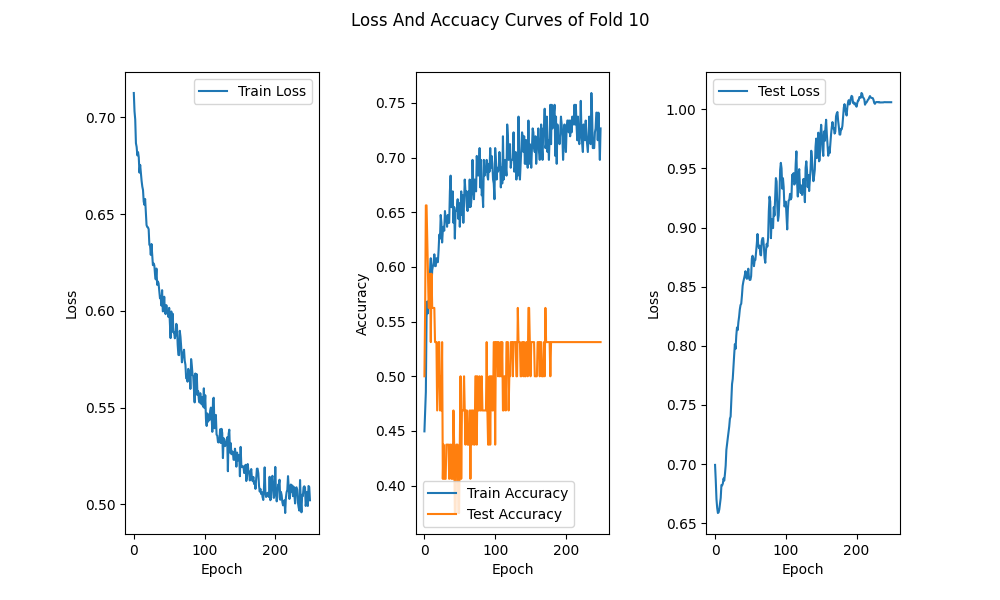 Loss And Accuacy Curves of Fold 10
Train Loss
0.70
0.65
0.60
0.55
0.50
Loss
0 100 200
Epoch
0.75
0.70
0.65
0.60
0.55
0.50
0.45
0.40
Accuracy
Train Accuracy
Test Accuracy
0 100 200
Epoch
Test Loss
1.00
0.95
0.90
0.85
0.80
0.75
0.70
0.65
Loss
0 100 200
Epoch